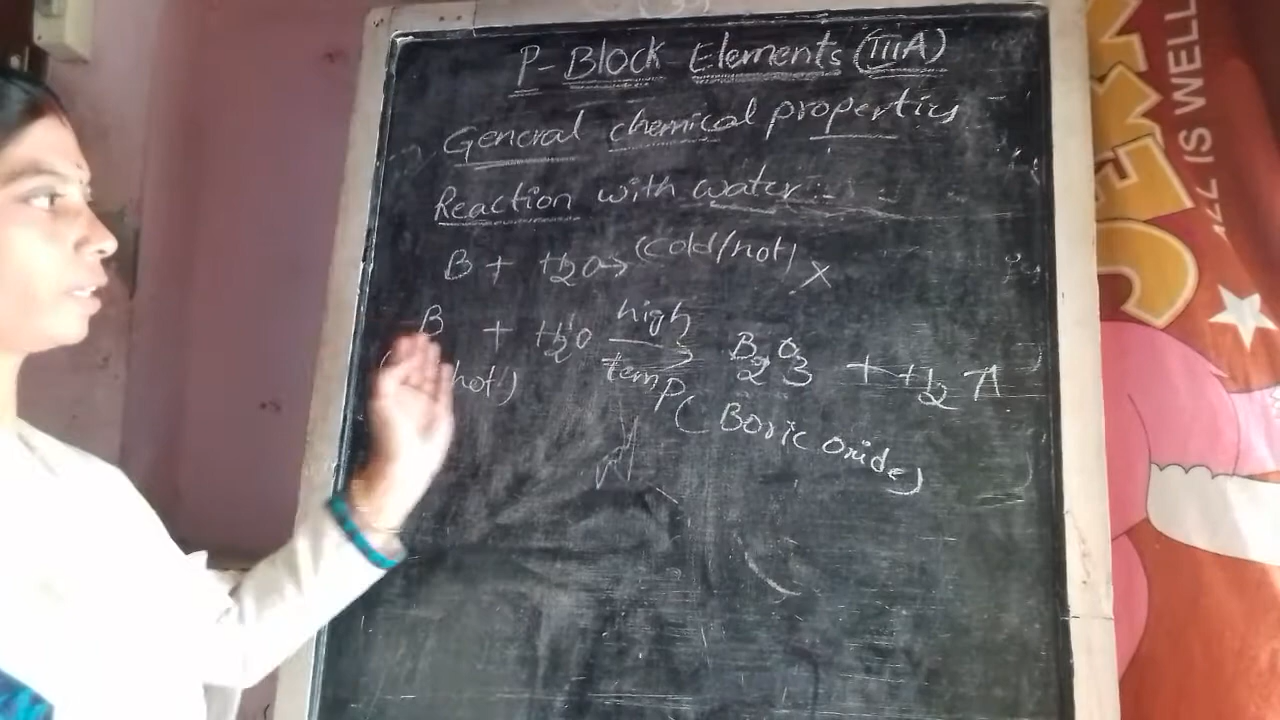 P-Block Elements (IIIA)
General chemical properties
Reaction with water:-
B + H2O → (cold/hot) X
B + H2O high temp → B2O3 + H2 ↑
hot) (Boric oxide)
JZZ IS WELL